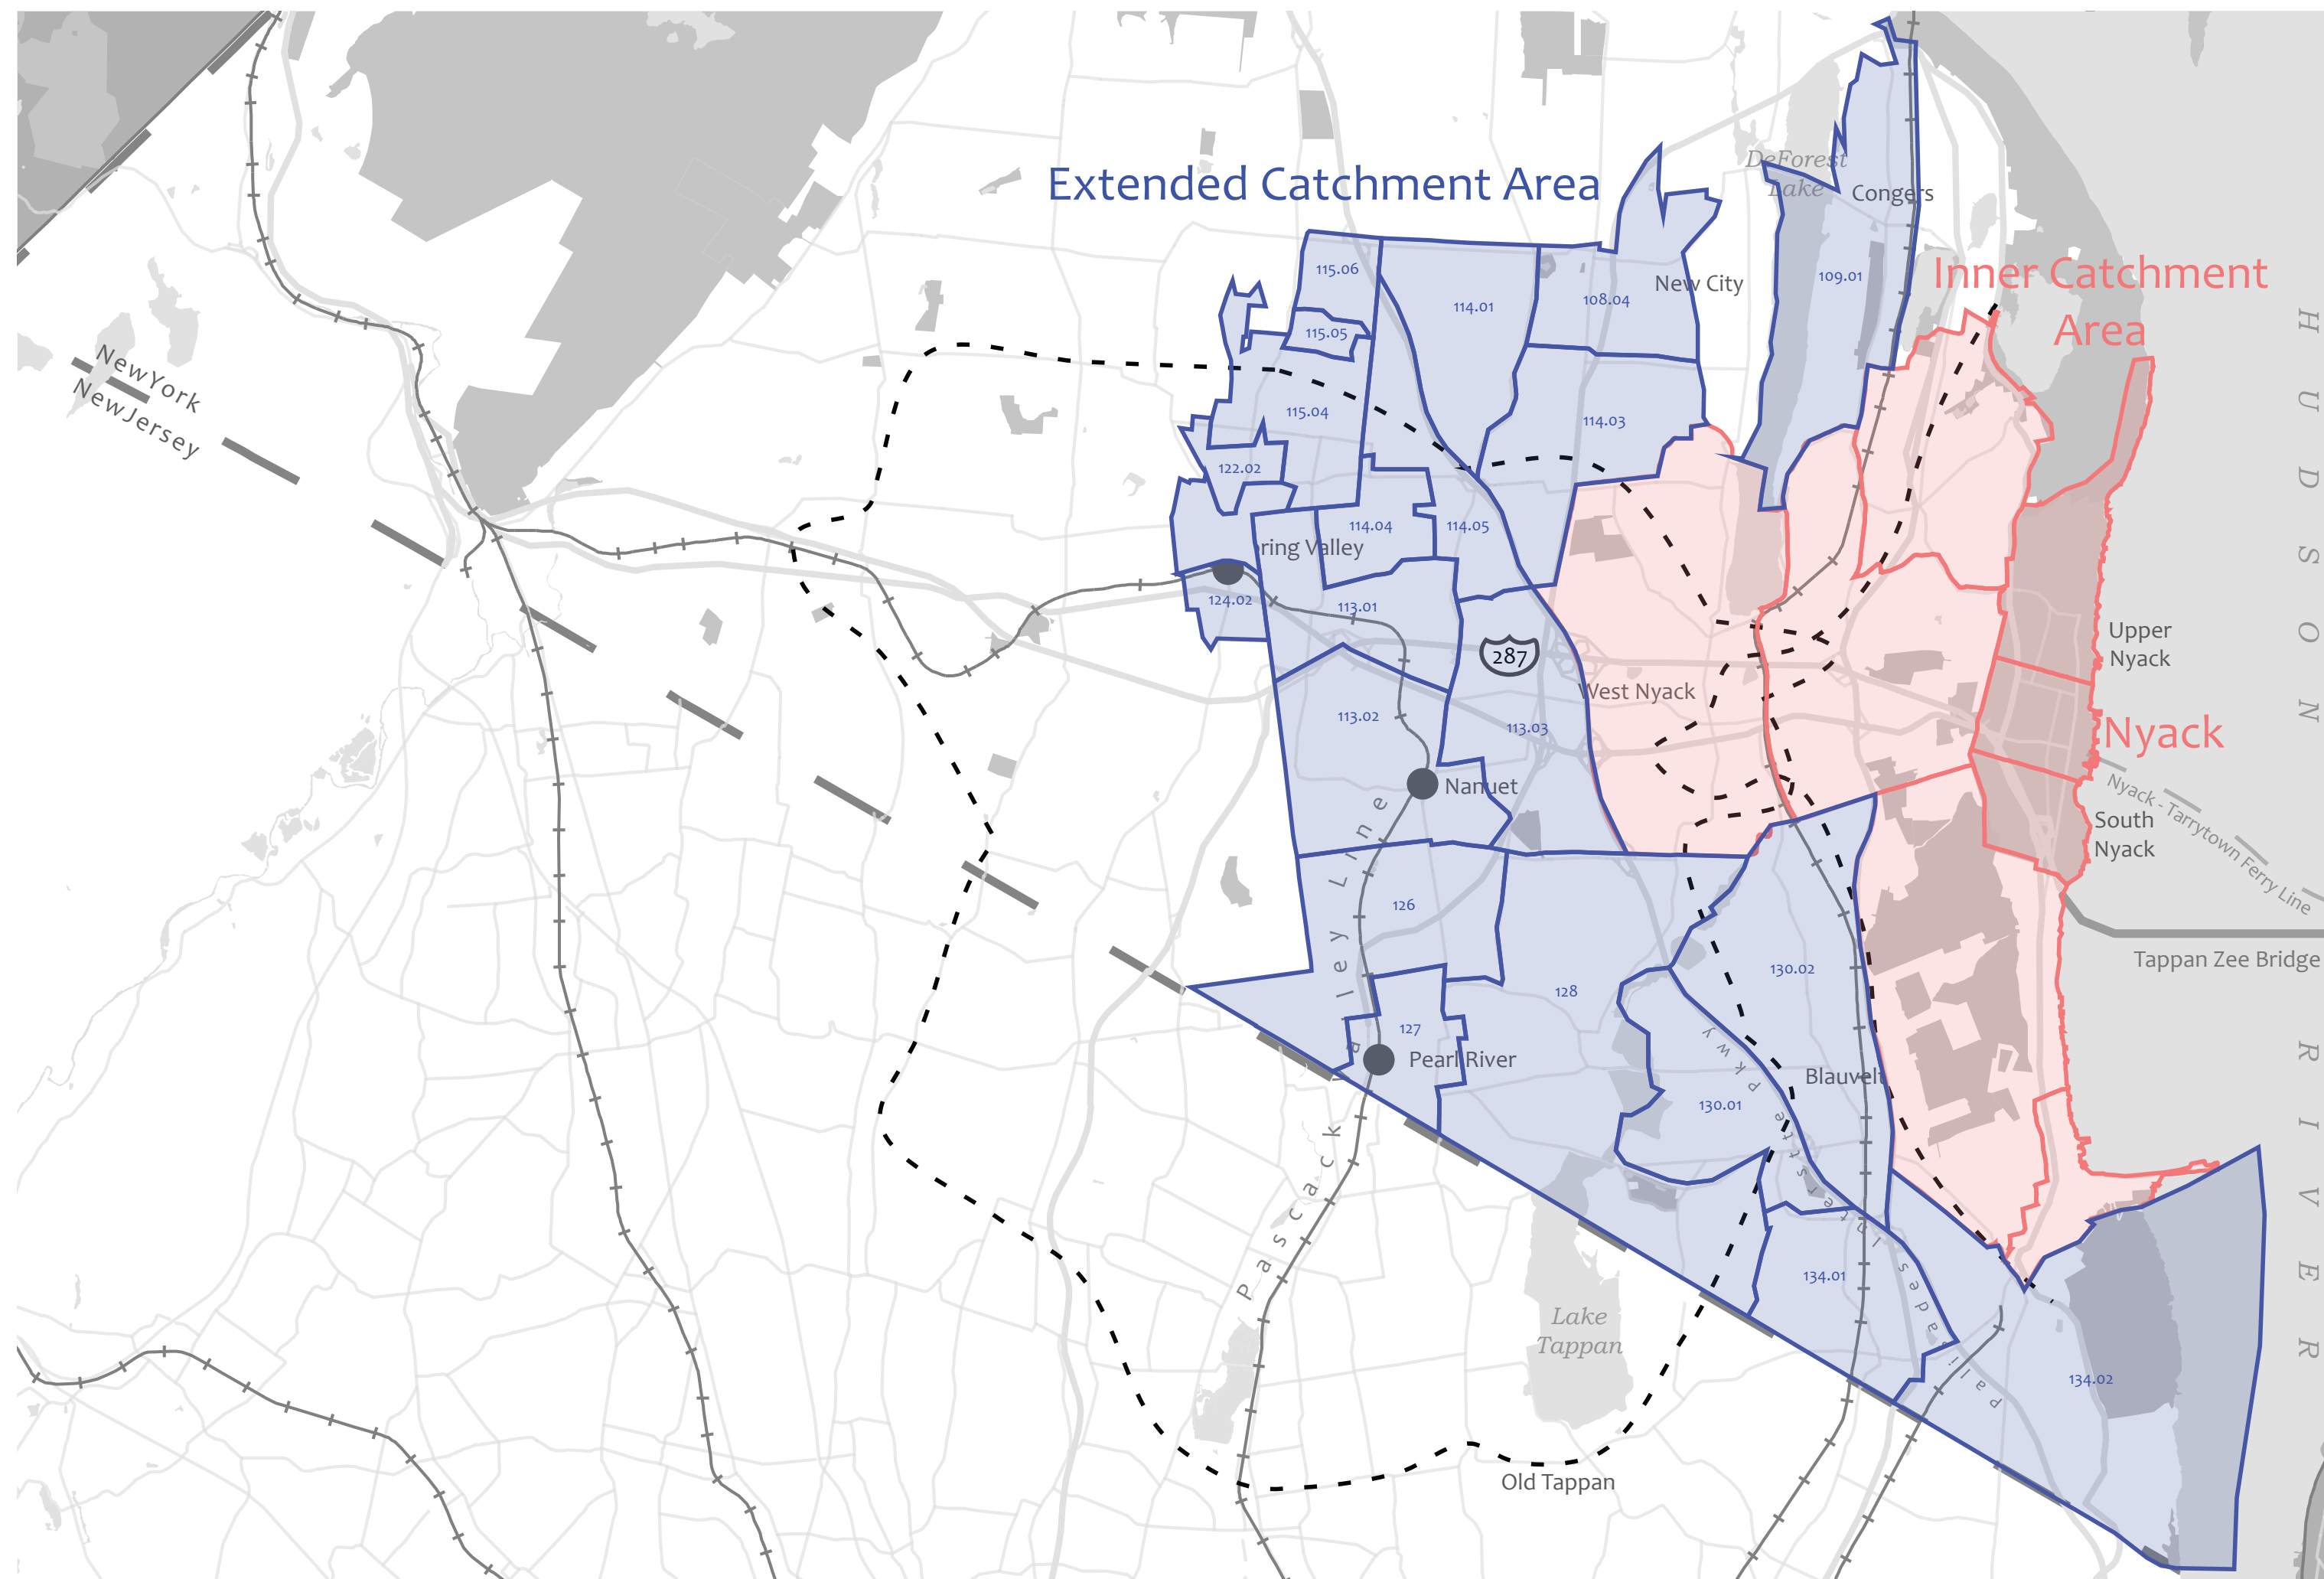 Extended Catchment Area
DeForest
Lake
Congers
115.06
New City
109.01
Inner Catchment
Area
108.04
114.01
115.05
NewYork
NewJersey
115.04
114.03
122.02
114.04
114.05
ring Valley
124.02
113.01
287
Upper
Nyack
West Nyack
113.02
113.03
Nyack
Nanuet
Nyack - Tarrytown Ferry Line
South
Nyack
126
Tappan Zee Bridge
130.02
128
127
Pearl River
Blauvelt
130.01
Pascack Valley Line
Palisades Interstate Pkwy
134.01
Lake
Tappan
134.02
Old Tappan
HUDSON RIVER